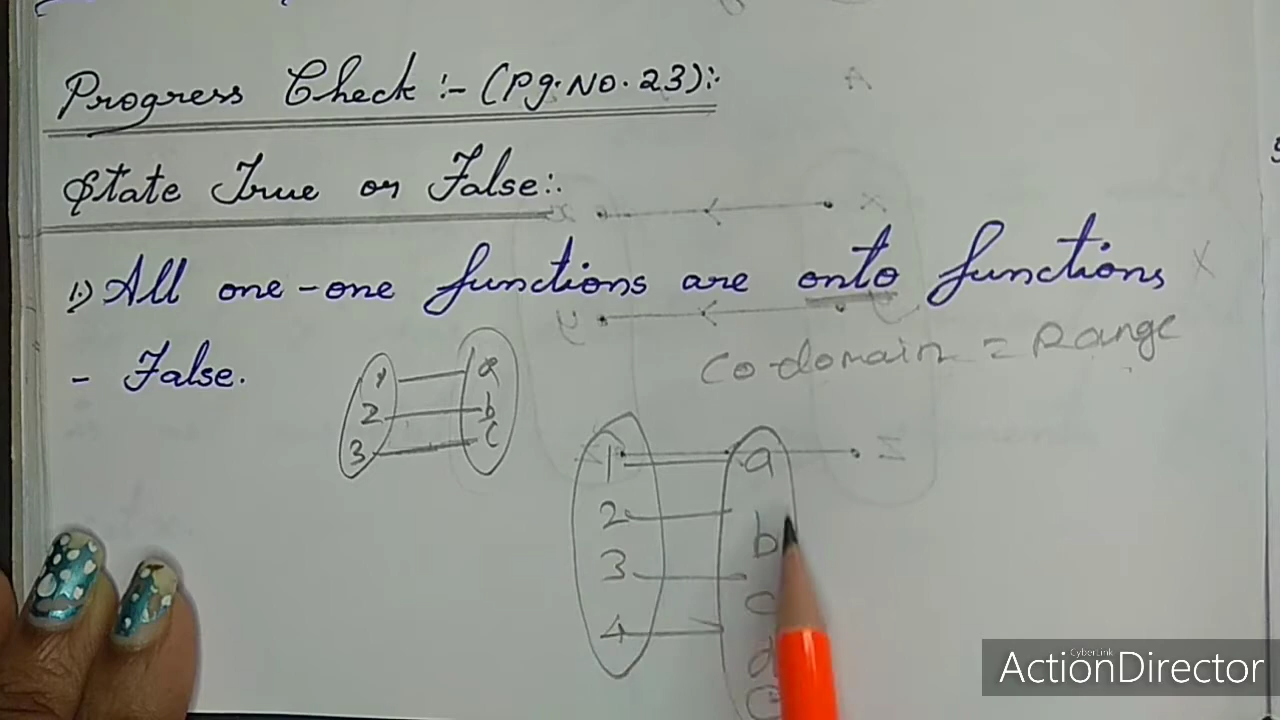 Progress Check :- (Pg.No.23):
State True or False:.
1.) All one-one functions are onto functions
- False.
Co-domain = Range
1 a
2 b
3 c
1 a
2 b
3 c
4 d
e
CyberLink
ActionDirector